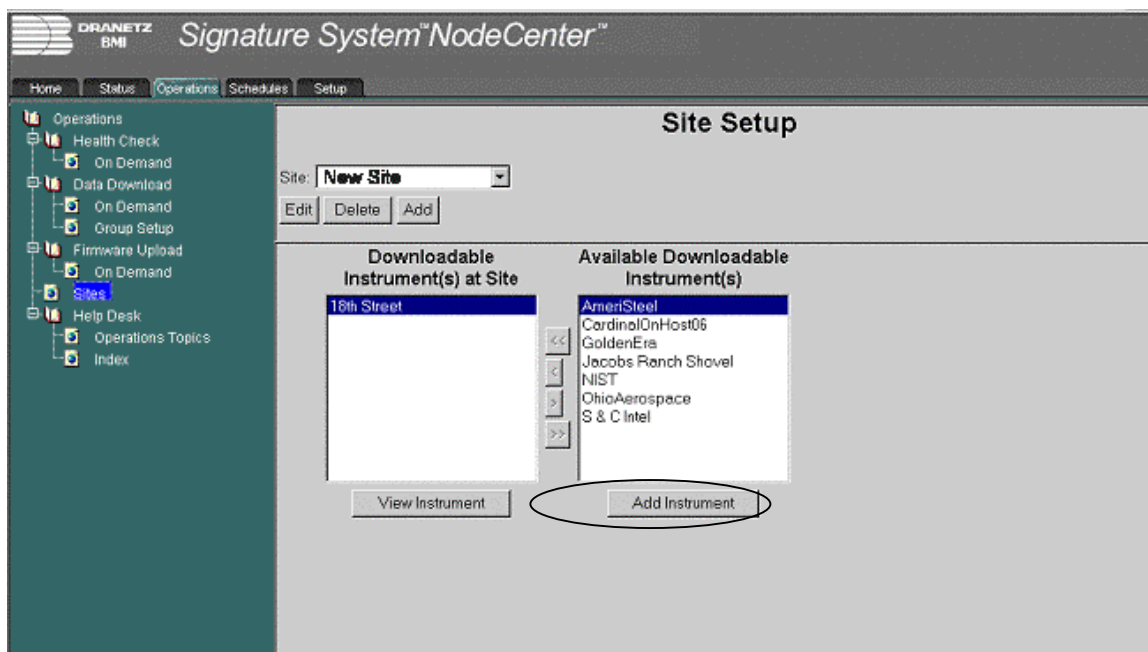 DRANETZ
BMI
Signature System™NodeCenter™
Home Status Operations Schedules Setup
Operations
Health Check
On Demand
Data Download
On Demand
Group Setup
Firmware Upload
On Demand
Sites
Help Desk
Operations Topics
Index
Site Setup
Site: New Site
Edit Delete Add
Downloadable
Instrument(s) at Site
18th Street
View Instrument
<<
<
>
>>
Available Downloadable
Instrument(s)
AmeriSteel
CardinalOnHost06
GoldenEra
Jacobs Ranch Shovel
NIST
OhioAerospace
S & C Intel
Add Instrument